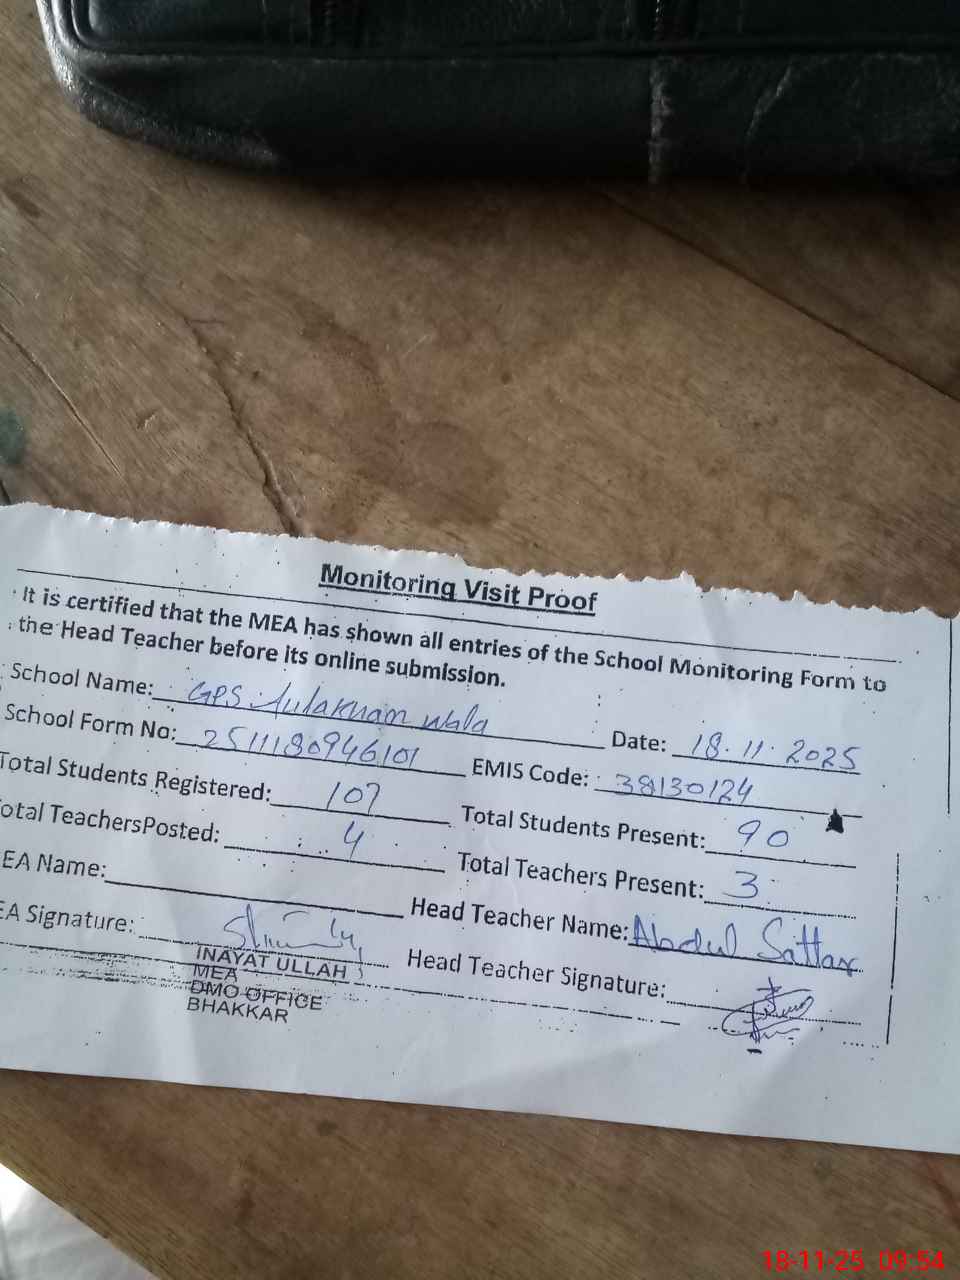 Monitoring Visit Proof
It is certified that the MEA has shown all entries of the School Monitoring Form to
the Head Teacher before its online submission.
School Name: GPS Aulakham wala Date: 18.11.2025
School Form No: 2511180946101 EMIS Code: 38130124
Total Students Registered: 107 Total Students Present: 90
otal TeachersPosted: 4 Total Teachers Present: 3
EA Name: Head Teacher Name: Abdul Sattar
EA Signature: Head Teacher Signature:
INAYAT ULLAH
MEA
DMO OFFICE
BHAKKAR
18-11-25 09:54